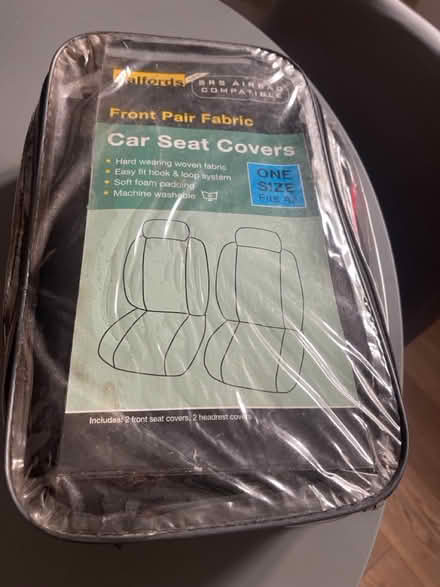 halfords
SRS AIRBAG
COMPATIBLE
Front Pair Fabric
Car Seat Covers
• Hard wearing woven fabric
• Easy fit hook & loop system
• Soft foam padding
• Machine washable
ONE
SIZE
Fits All
Includes: 2 front seat covers, 2 headrest covers